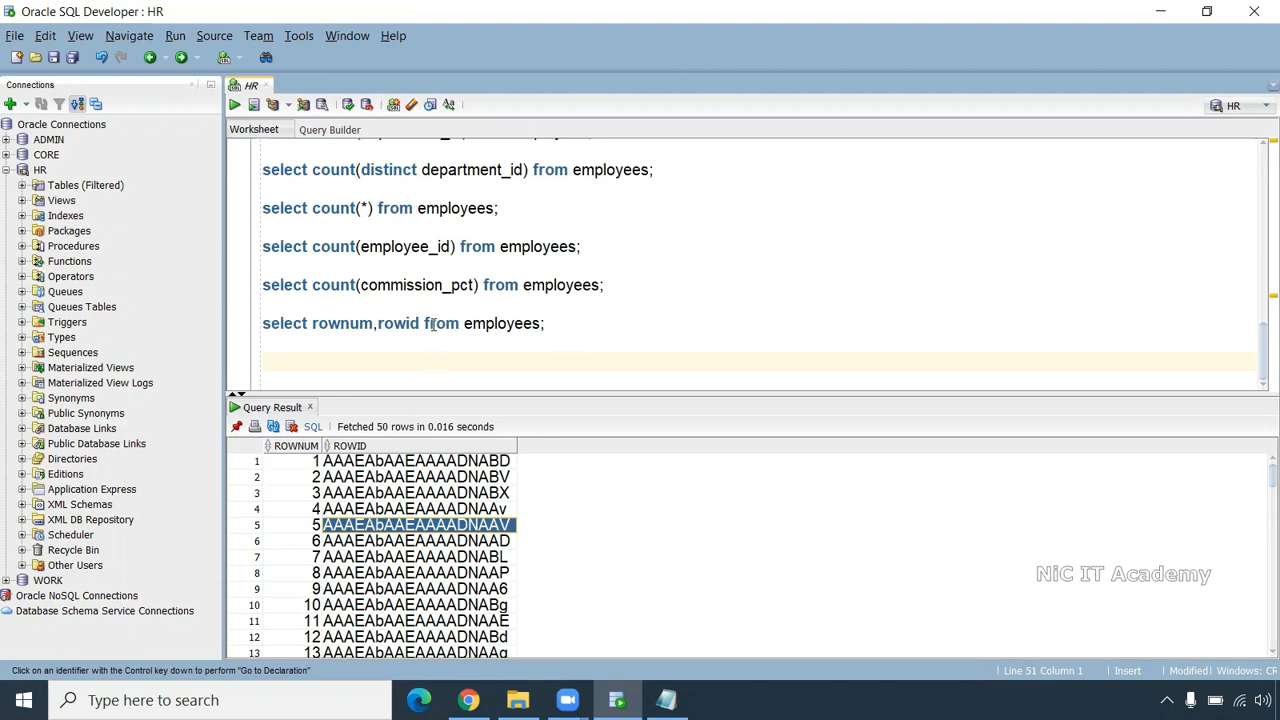 Oracle SQL Developer : HR
File Edit View Navigate Run Source Team Tools Window Help
Connections
HR
HR
Oracle Connections
ADMIN
CORE
HR
Tables (Filtered)
Views
Indexes
Packages
Procedures
Functions
Operators
Queues
Queues Tables
Triggers
Types
Sequences
Materialized Views
Materialized View Logs
Synonyms
Public Synonyms
Database Links
Public Database Links
Directories
Editions
Application Express
XML Schemas
XML DB Repository
Scheduler
Recycle Bin
Other Users
WORK
Oracle NoSQL Connections
Database Schema Service Connections
Worksheet Query Builder
select count(distinct department_id) from employees;
select count(*) from employees;
select count(employee_id) from employees;
select count(commission_pct) from employees;
select rownum,rowid from employees;
Query Result
SQL Fetched 50 rows in 0.016 seconds
ROWNUM ROWID
1 1 AAAEAbAAEAAAADNABD
2 2 AAAEAbAAEAAAADNABV
3 3 AAAEAbAAEAAAADNABX
4 4 AAAEAbAAEAAAADNAAv
5 5 AAAEAbAAEAAAADNAAV
6 6 AAAEAbAAEAAAADNAAD
7 7 AAAEAbAAEAAAADNABL
8 8 AAAEAbAAEAAAADNAAP
9 9 AAAEAbAAEAAAADNAA6
10 10 AAAEAbAAEAAAADNABg
11 11 AAAEAbAAEAAAADNAAE
12 12 AAAEAbAAEAAAADNABd
13 13
NiC IT Academy
Click on an identifier with the Control key down to perform "Go to Declaration"
Line 51 Column 1 Insert Modified Windows: CR
Type here to search